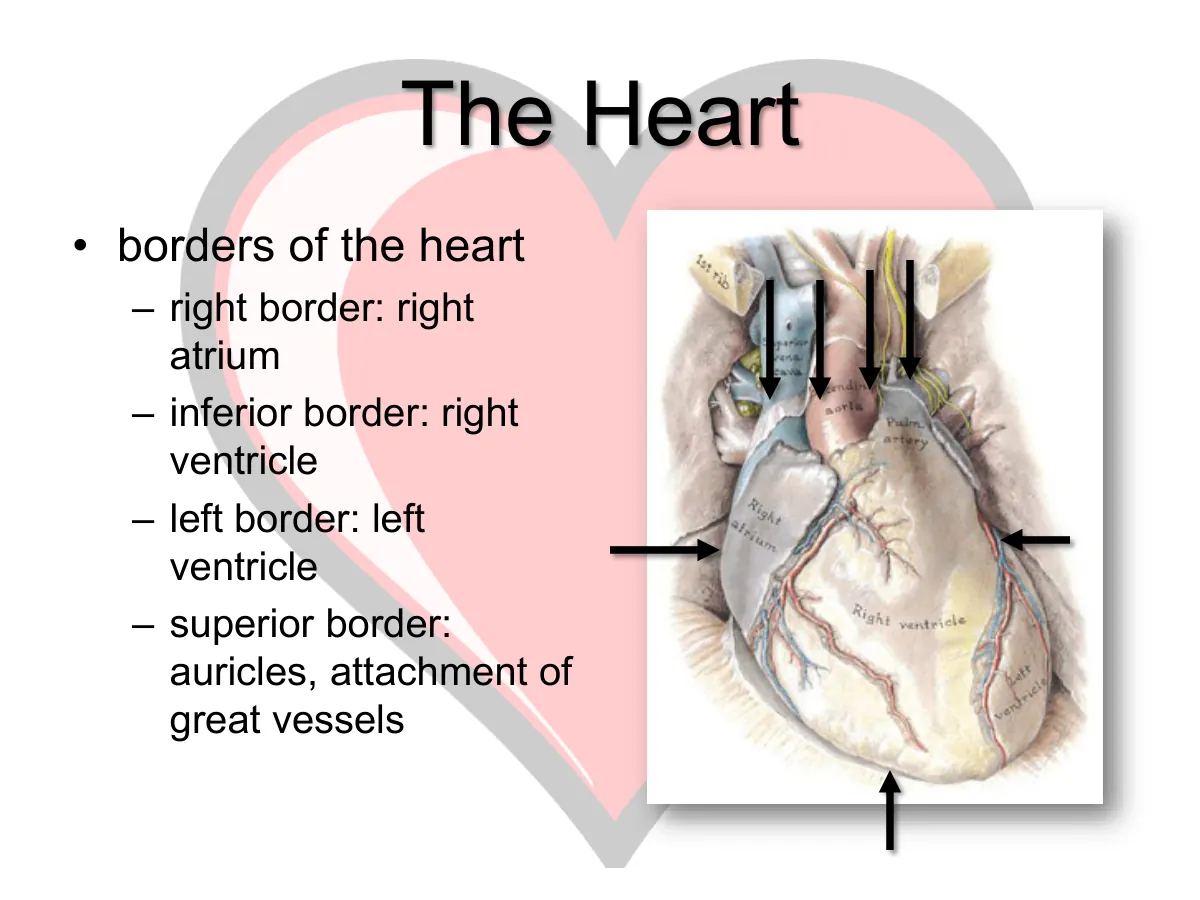 The Heart
• borders of the heart
– right border: right
atrium
– inferior border: right
ventricle
– left border: left
ventricle
– superior border:
auricles, attachment of
great vessels
1st rib
Superior
vena
cava
aorta
Pulm.
artery
Right
atrium
Right ventricle
Left
ventricle